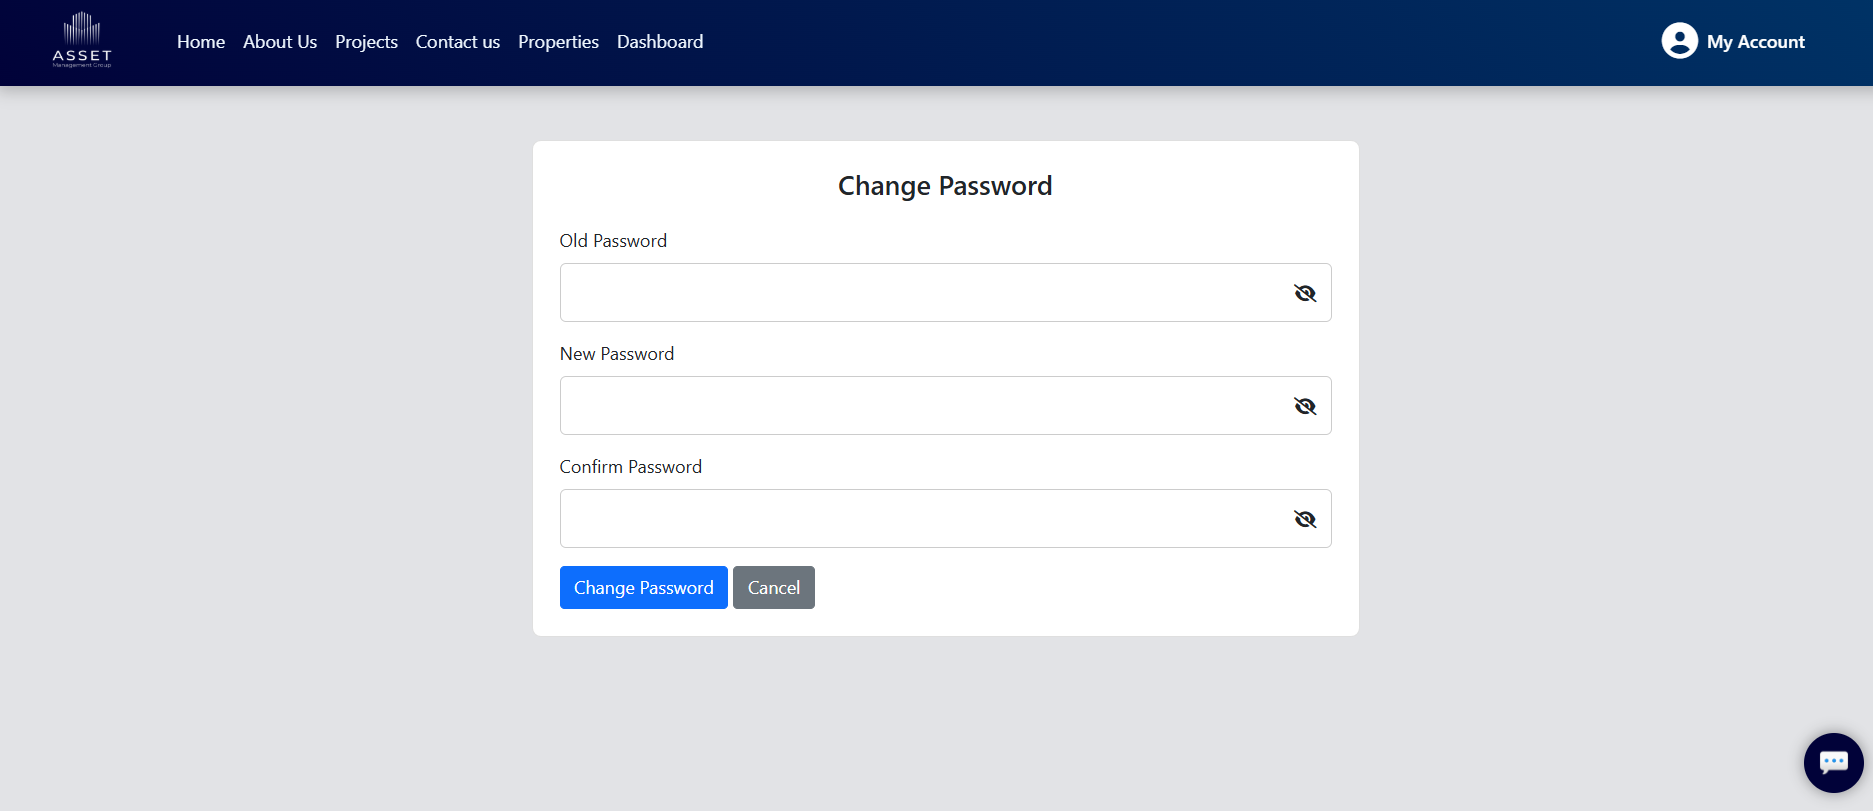 ASSET
Management Group
Home About Us Projects Contact us Properties Dashboard
My Account
Change Password
Old Password
New Password
Confirm Password
Change Password Cancel